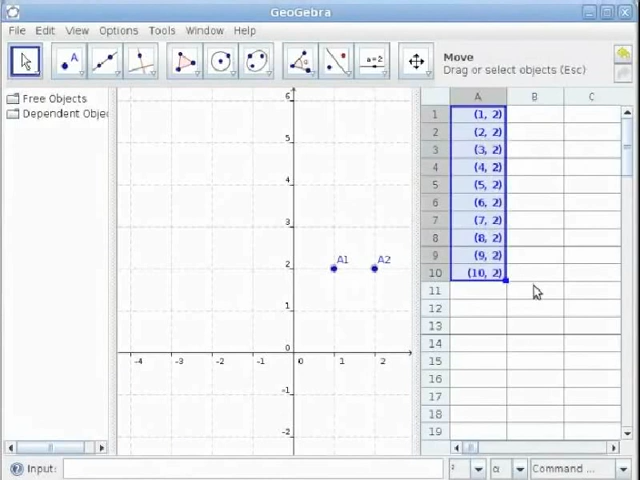 GeoGebra
File Edit View Options Tools Window Help
A
a=2
Move
Drag or select objects (Esc)
Free Objects
Dependent Objec
6
5
4
3
2
1
0
-1
-2
-4 -3 -2 -1 0 1 2
A1 A2
A B C
1 (1, 2)
2 (2, 2)
3 (3, 2)
4 (4, 2)
5 (5, 2)
6 (6, 2)
7 (7, 2)
8 (8, 2)
9 (9, 2)
10 (10, 2)
11
12
13
14
15
16
17
18
19
Input: ² α Command ...